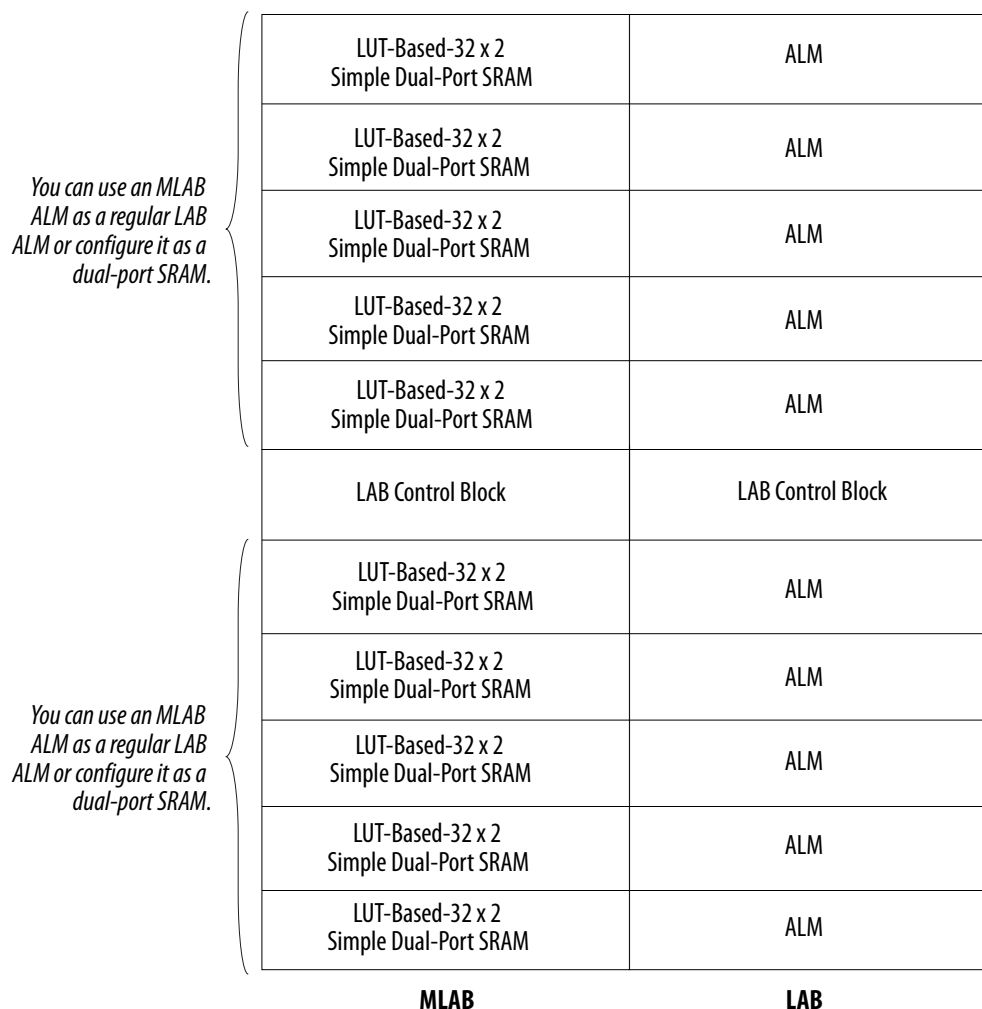 LUT-Based-32 x 2
Simple Dual-Port SRAM
ALM
LUT-Based-32 x 2
Simple Dual-Port SRAM
ALM
You can use an MLAB
ALM as a regular LAB
ALM or configure it as a
dual-port SRAM.
LUT-Based-32 x 2
Simple Dual-Port SRAM
ALM
LUT-Based-32 x 2
Simple Dual-Port SRAM
ALM
LUT-Based-32 x 2
Simple Dual-Port SRAM
ALM
LAB Control Block
LAB Control Block
LUT-Based-32 x 2
Simple Dual-Port SRAM
ALM
LUT-Based-32 x 2
Simple Dual-Port SRAM
ALM
You can use an MLAB
ALM as a regular LAB
ALM or configure it as a
dual-port SRAM.
LUT-Based-32 x 2
Simple Dual-Port SRAM
ALM
LUT-Based-32 x 2
Simple Dual-Port SRAM
ALM
LUT-Based-32 x 2
Simple Dual-Port SRAM
ALM
MLAB
LAB